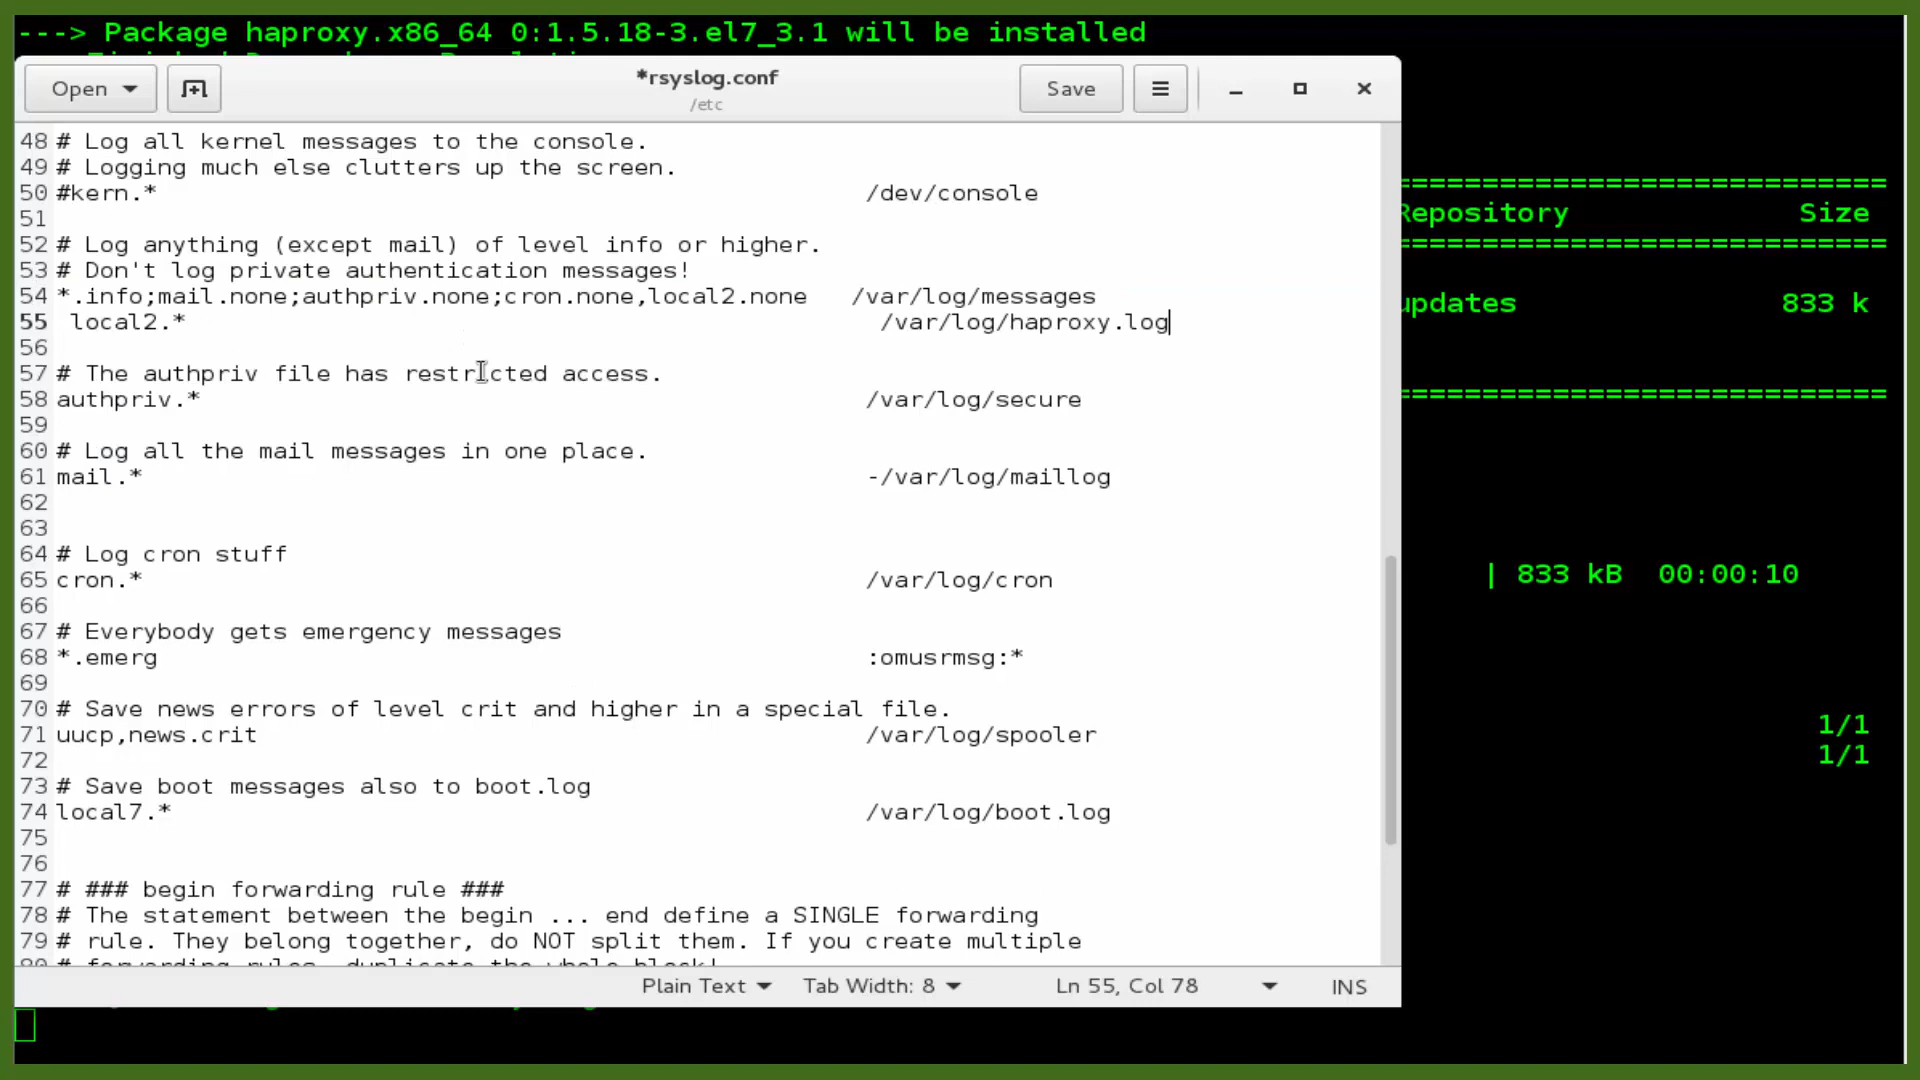 ---> Package haproxy.x86_64 0:1.5.18-3.el7_3.1 will be installed
Open
*rsyslog.conf
/etc
Save
48 # Log all kernel messages to the console.
49 # Logging much else clutters up the screen.
50 #kern.* /dev/console
51
52 # Log anything (except mail) of level info or higher.
53 # Don't log private authentication messages!
54 *.info;mail.none;authpriv.none;cron.none,local2.none /var/log/messages
55 local2.* /var/log/haproxy.log
56
57 # The authpriv file has restricted access.
58 authpriv.* /var/log/secure
59
60 # Log all the mail messages in one place.
61 mail.* -/var/log/maillog
62
63
64 # Log cron stuff
65 cron.* /var/log/cron
66
67 # Everybody gets emergency messages
68 *.emerg :omusrmsg:*
69
70 # Save news errors of level crit and higher in a special file.
71 uucp,news.crit /var/log/spooler
72
73 # Save boot messages also to boot.log
74 local7.* /var/log/boot.log
75
76
77 # ### begin forwarding rule ###
78 # The statement between the begin ... end define a SINGLE forwarding
79 # rule. They belong together, do NOT split them. If you create multiple
80 # forwarding rules, duplicate the whole block!
Plain Text Tab Width: 8 Ln 55, Col 78 INS
===========================
Repository Size
===========================
updates 833 k
===========================
| 833 kB 00:00:10
1/1
1/1